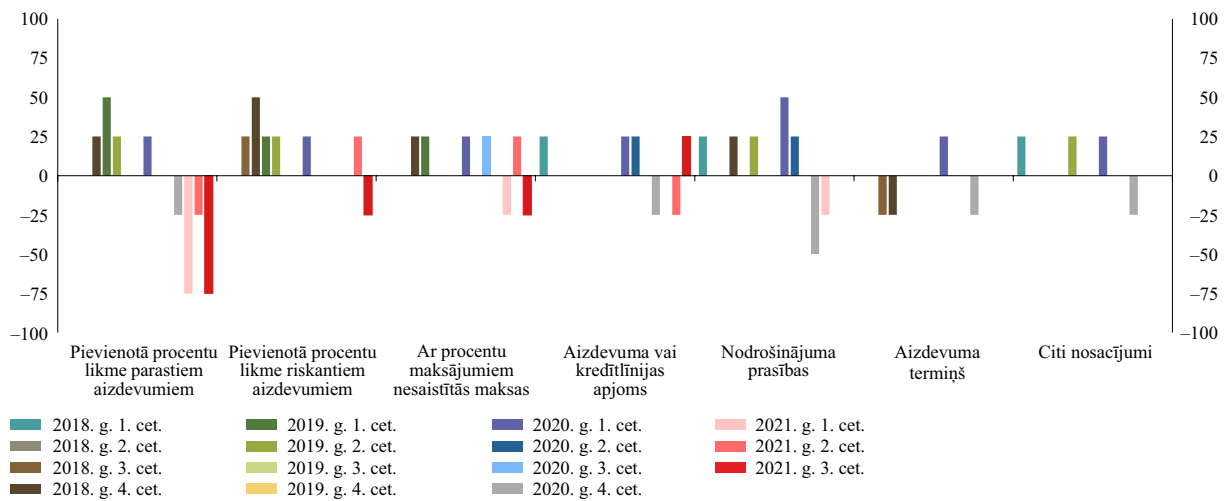 100 100
75 75
50 50
25 25
0 0
–25 –25
–50 –50
–75 –75
–100 –100
Pievienotā procentu
likme parastiem
aizdevumiem
Pievienotā procentu
likme riskantiem
aizdevumiem
Ar procentu
maksājumiem
nesaistītās maksas
Aizdevuma vai
kredītlīnijas
apjoms
Nodrošinājuma
prasības
Aizdevuma
termiņš
Citi nosacījumi
2018. g. 1. cet.
2018. g. 2. cet.
2018. g. 3. cet.
2018. g. 4. cet.
2019. g. 1. cet.
2019. g. 2. cet.
2019. g. 3. cet.
2019. g. 4. cet.
2020. g. 1. cet.
2020. g. 2. cet.
2020. g. 3. cet.
2020. g. 4. cet.
2021. g. 1. cet.
2021. g. 2. cet.
2021. g. 3. cet.